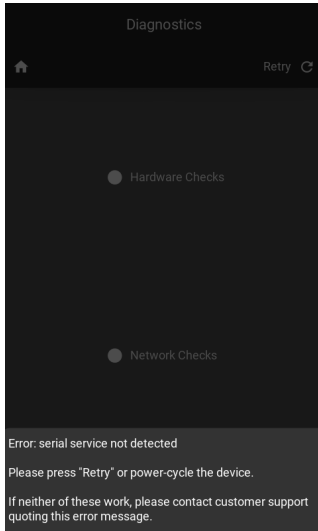 Diagnostics
Retry
Hardware Checks
Network Checks
Error: serial service not detected
Please press "Retry" or power-cycle the device.
If neither of these work, please contact customer support
quoting this error message.